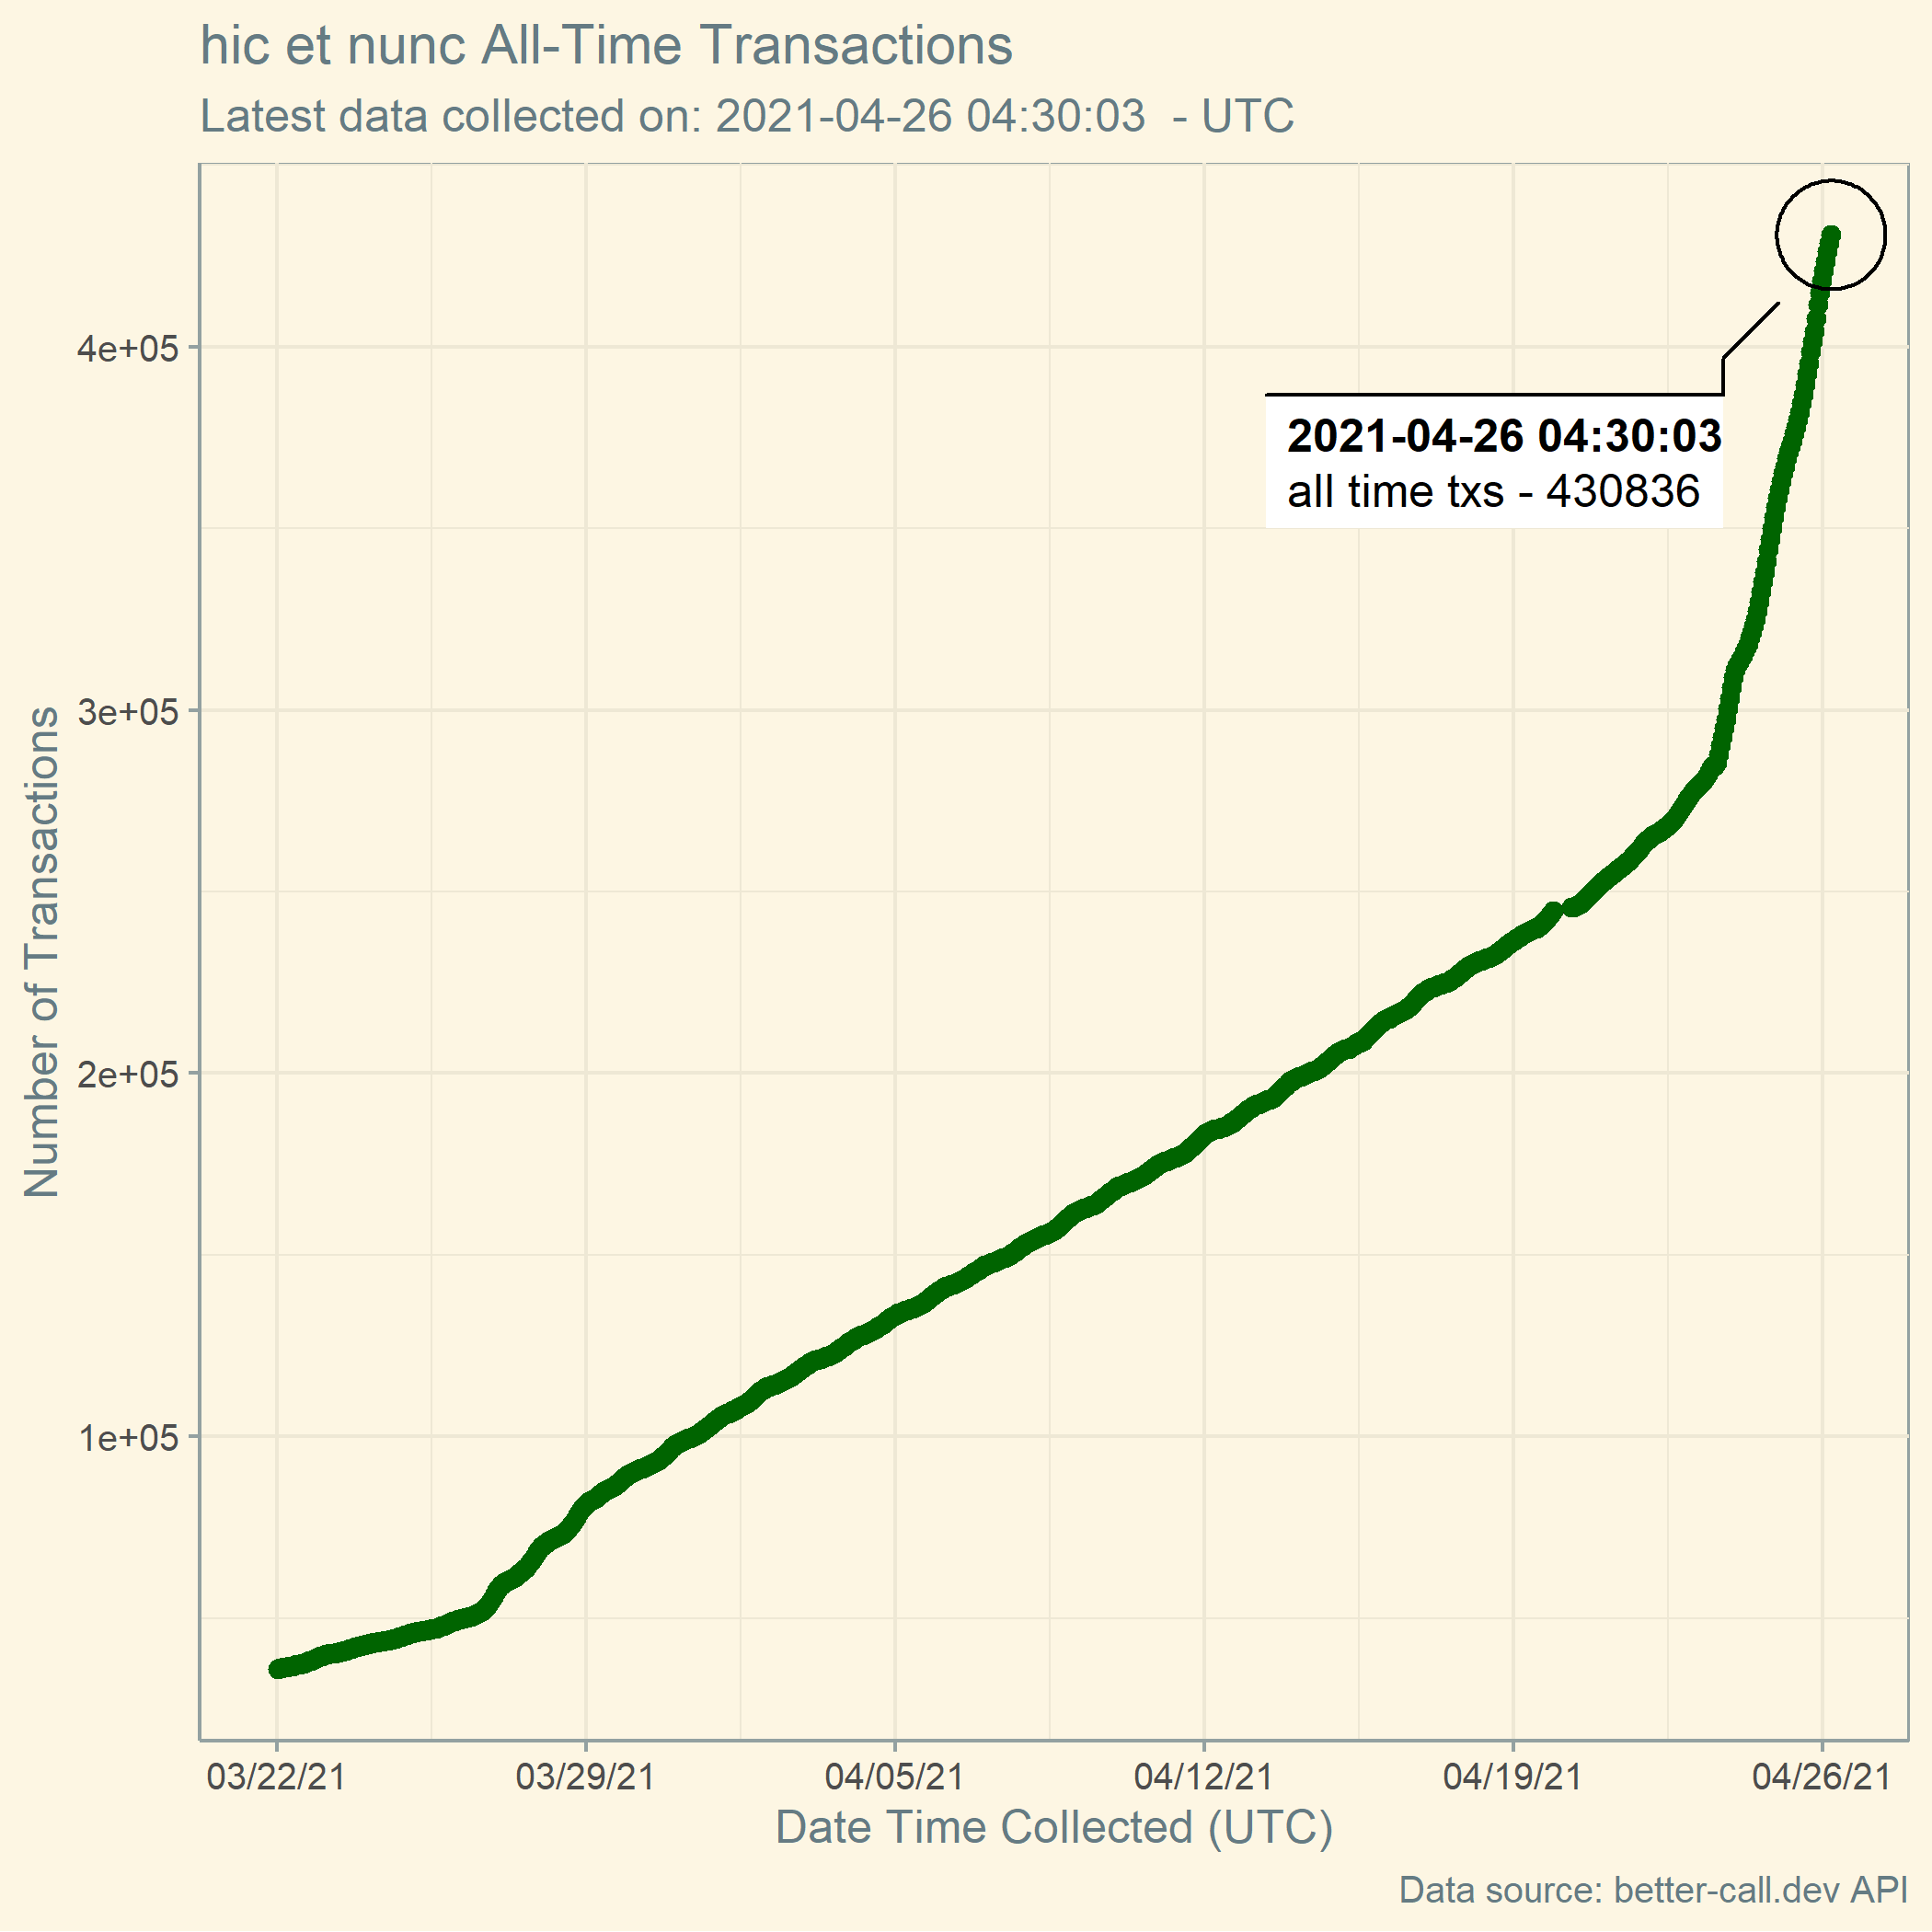 hic et nunc All-Time Transactions
Latest data collected on: 2021-04-26 04:30:03  - UTC
2021-04-26 04:30:03
all time txs - 430836
Number of Transactions
4e+05
3e+05
2e+05
1e+05
03/22/21
03/29/21
04/05/21
04/12/21
04/19/21
04/26/21
Date Time Collected (UTC)
Data source: better-call.dev API